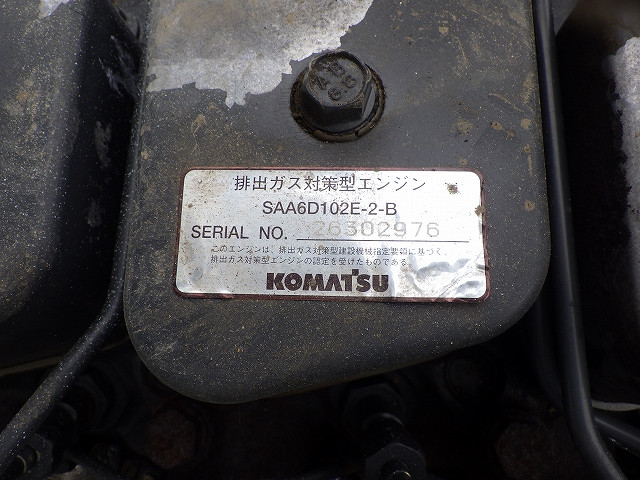 排出ガス対策型エンジン
SAA6D102E-2-B
SERIAL NO. 26302976
このエンジンは、排出ガス対策型建設機械指定要領に基づく、
排出ガス対策型エンジンの認定を受けたものである。
KOMATSU